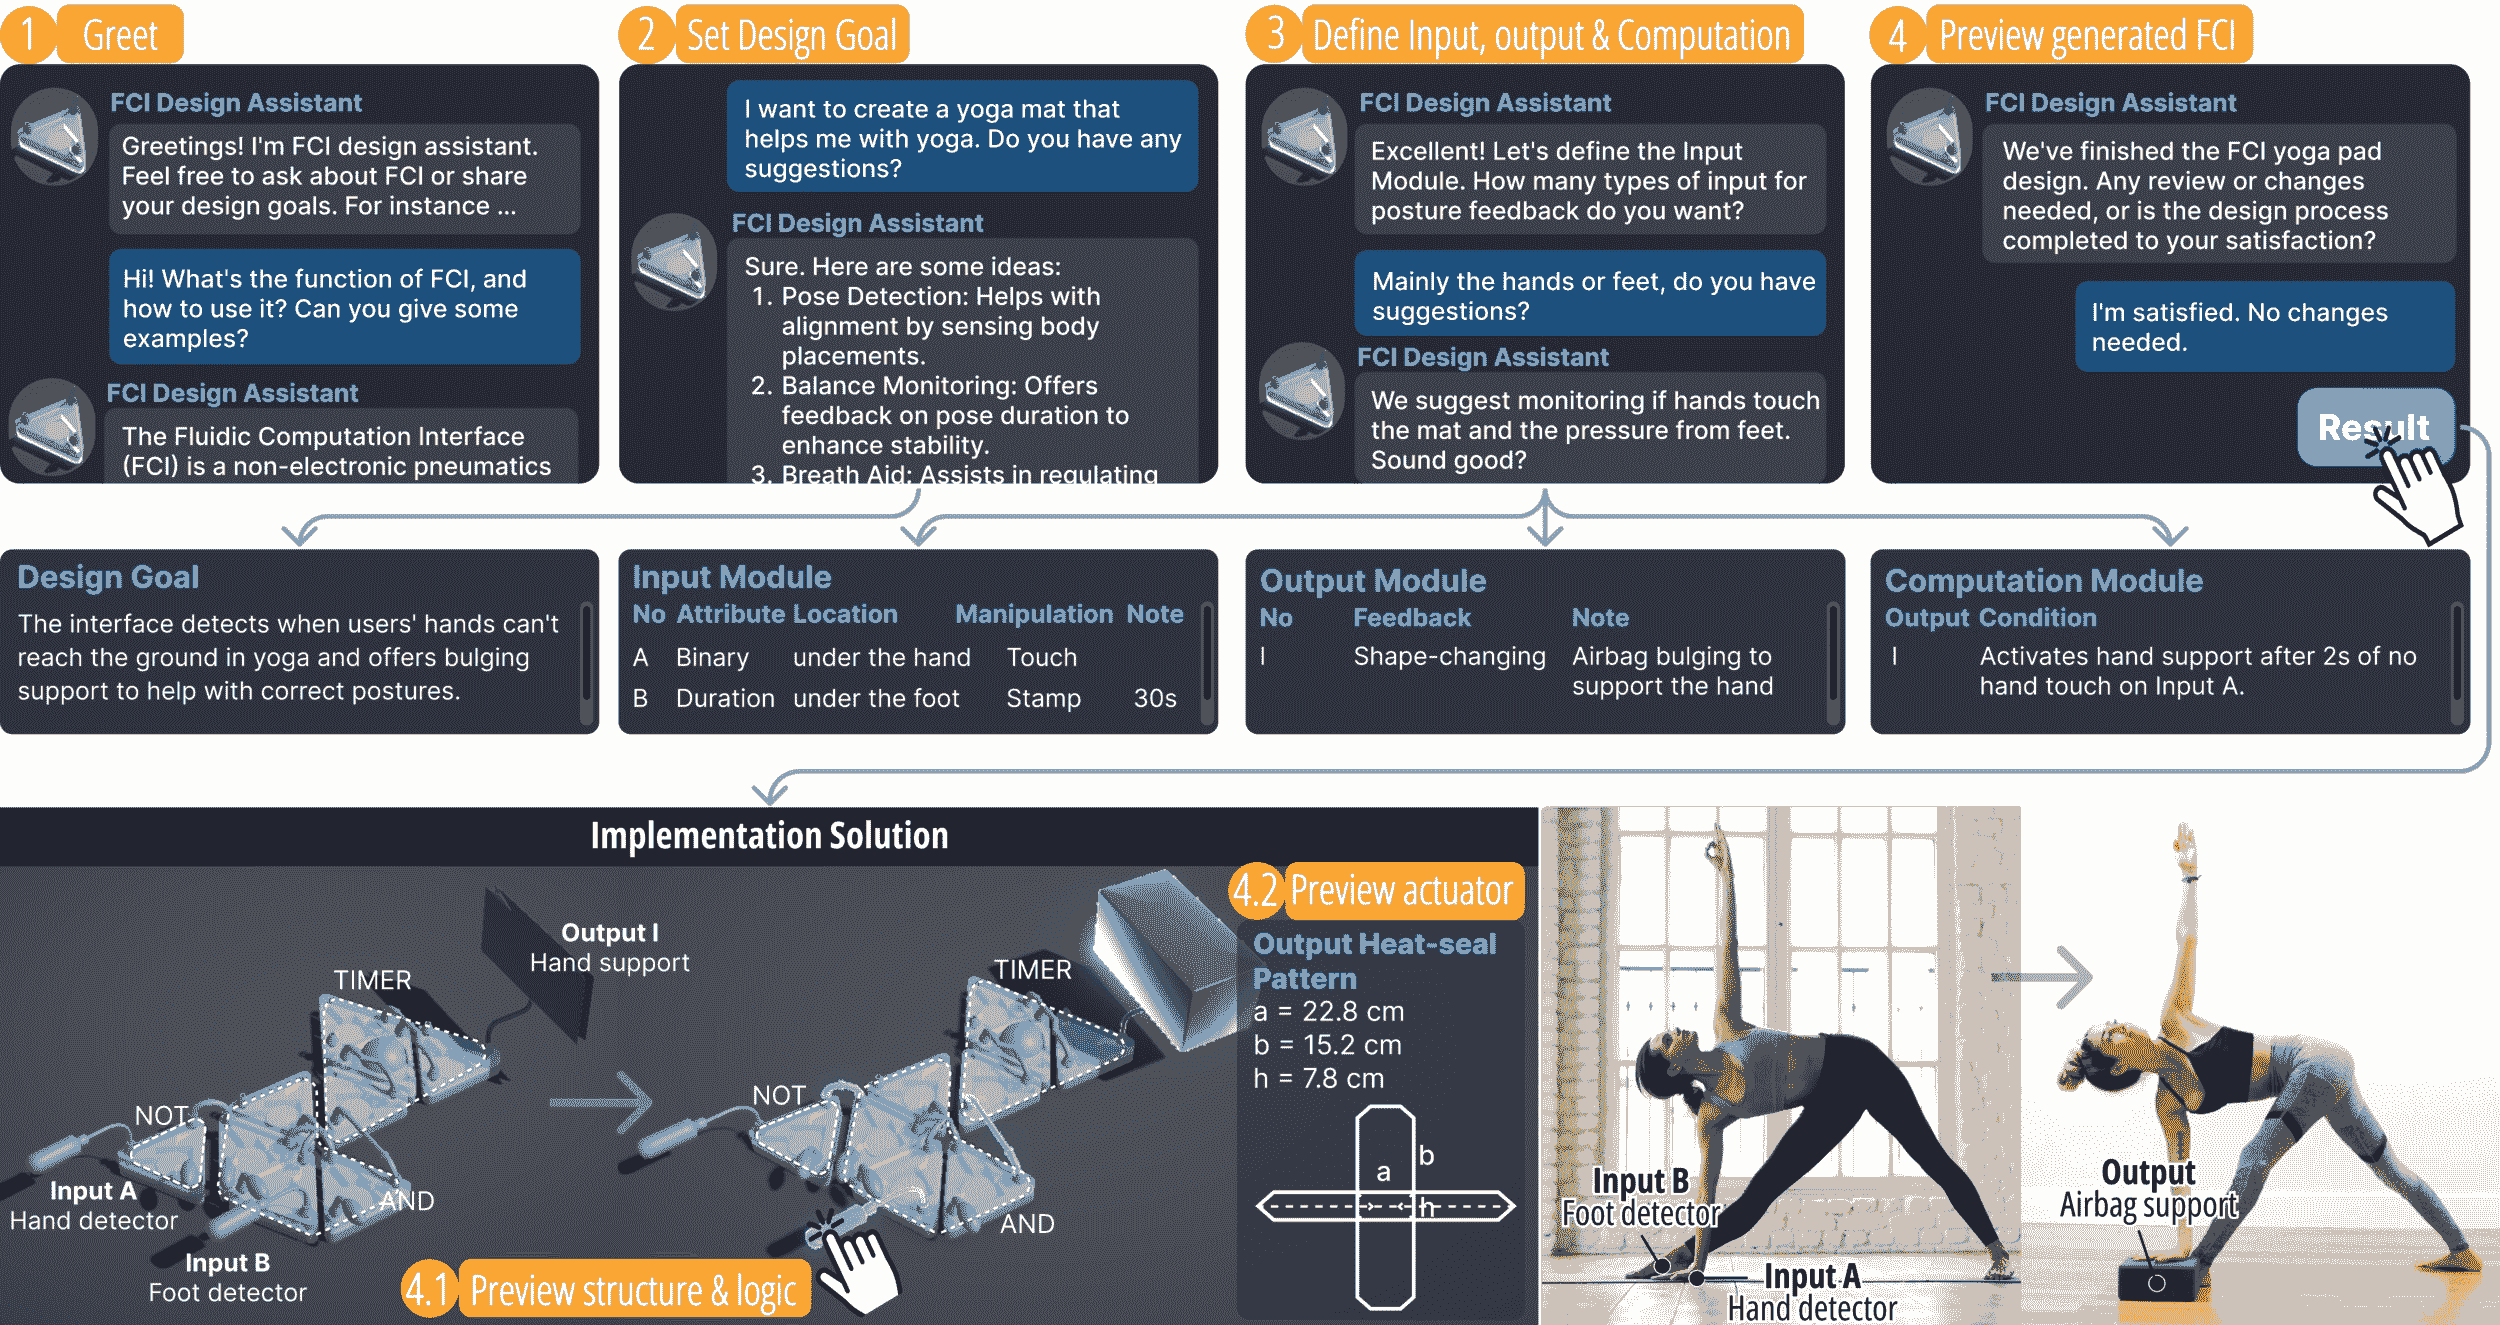 1 Greet
FCI Design Assistant
Greetings! I'm FCI design assistant.
Feel free to ask about FCI or share
your design goals. For instance ...
Hi! What's the function of FCI, and
how to use it? Can you give some
examples?
FCI Design Assistant
The Fluidic Computation Interface
(FCI) is a non-electronic pneumatics
2 Set Design Goal
I want to create a yoga mat that
helps me with yoga. Do you have any
suggestions?
FCI Design Assistant
Sure. Here are some ideas:
1. Pose Detection: Helps with
alignment by sensing body
placements.
2. Balance Monitoring: Offers
feedback on pose duration to
enhance stability.
3. Breath Aid: Assists in regulating
3 Define Input, output & Computation
FCI Design Assistant
Excellent! Let's define the Input
Module. How many types of input for
posture feedback do you want?
Mainly the hands or feet, do you have
suggestions?
FCI Design Assistant
We suggest monitoring if hands touch
the mat and the pressure from feet.
Sound good?
4 Preview generated FCI
FCI Design Assistant
We've finished the FCI yoga pad
design. Any review or changes
needed, or is the design process
completed to your satisfaction?
I'm satisfied. No changes
needed.
Result
Design Goal
The interface detects when users' hands can't
reach the ground in yoga and offers bulging
support to help with correct postures.
Input Module
No Attribute Location Manipulation Note
A Binary under the hand Touch
B Duration under the foot Stamp 30s
Output Module
No Feedback Note
I Shape-changing Airbag bulging to
support the hand
Computation Module
Output Condition
I Activates hand support after 2s of no
hand touch on Input A.
Implementation Solution
Output I
Hand support
TIMER
NOT
AND
Input A
Hand detector
Input B
Foot detector
4.1 Preview structure & logic
TIMER
NOT
AND
4.2 Preview actuator
Output Heat-seal
Pattern
a = 22.8 cm
b = 15.2 cm
h = 7.8 cm
b
a
h
Input B
Foot detector
Input A
Hand detector
Output
Airbag support